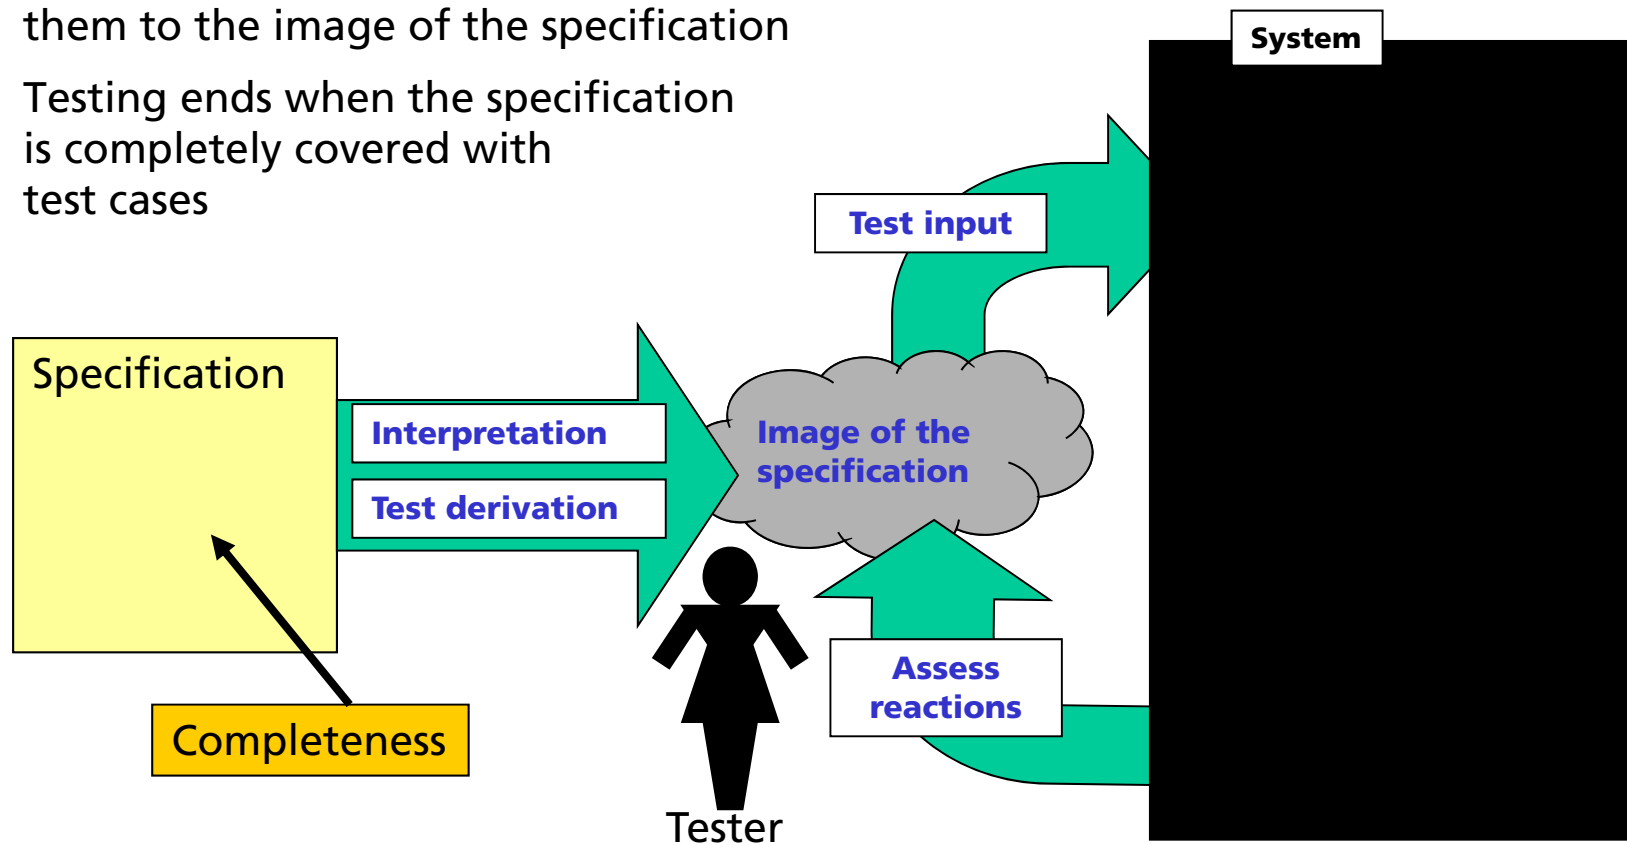 them to the image of the specification
Testing ends when the specification
is completely covered with
test cases
System
Test input
Specification
Interpretation
Test derivation
Image of the
specification
Assess
reactions
Completeness
Tester